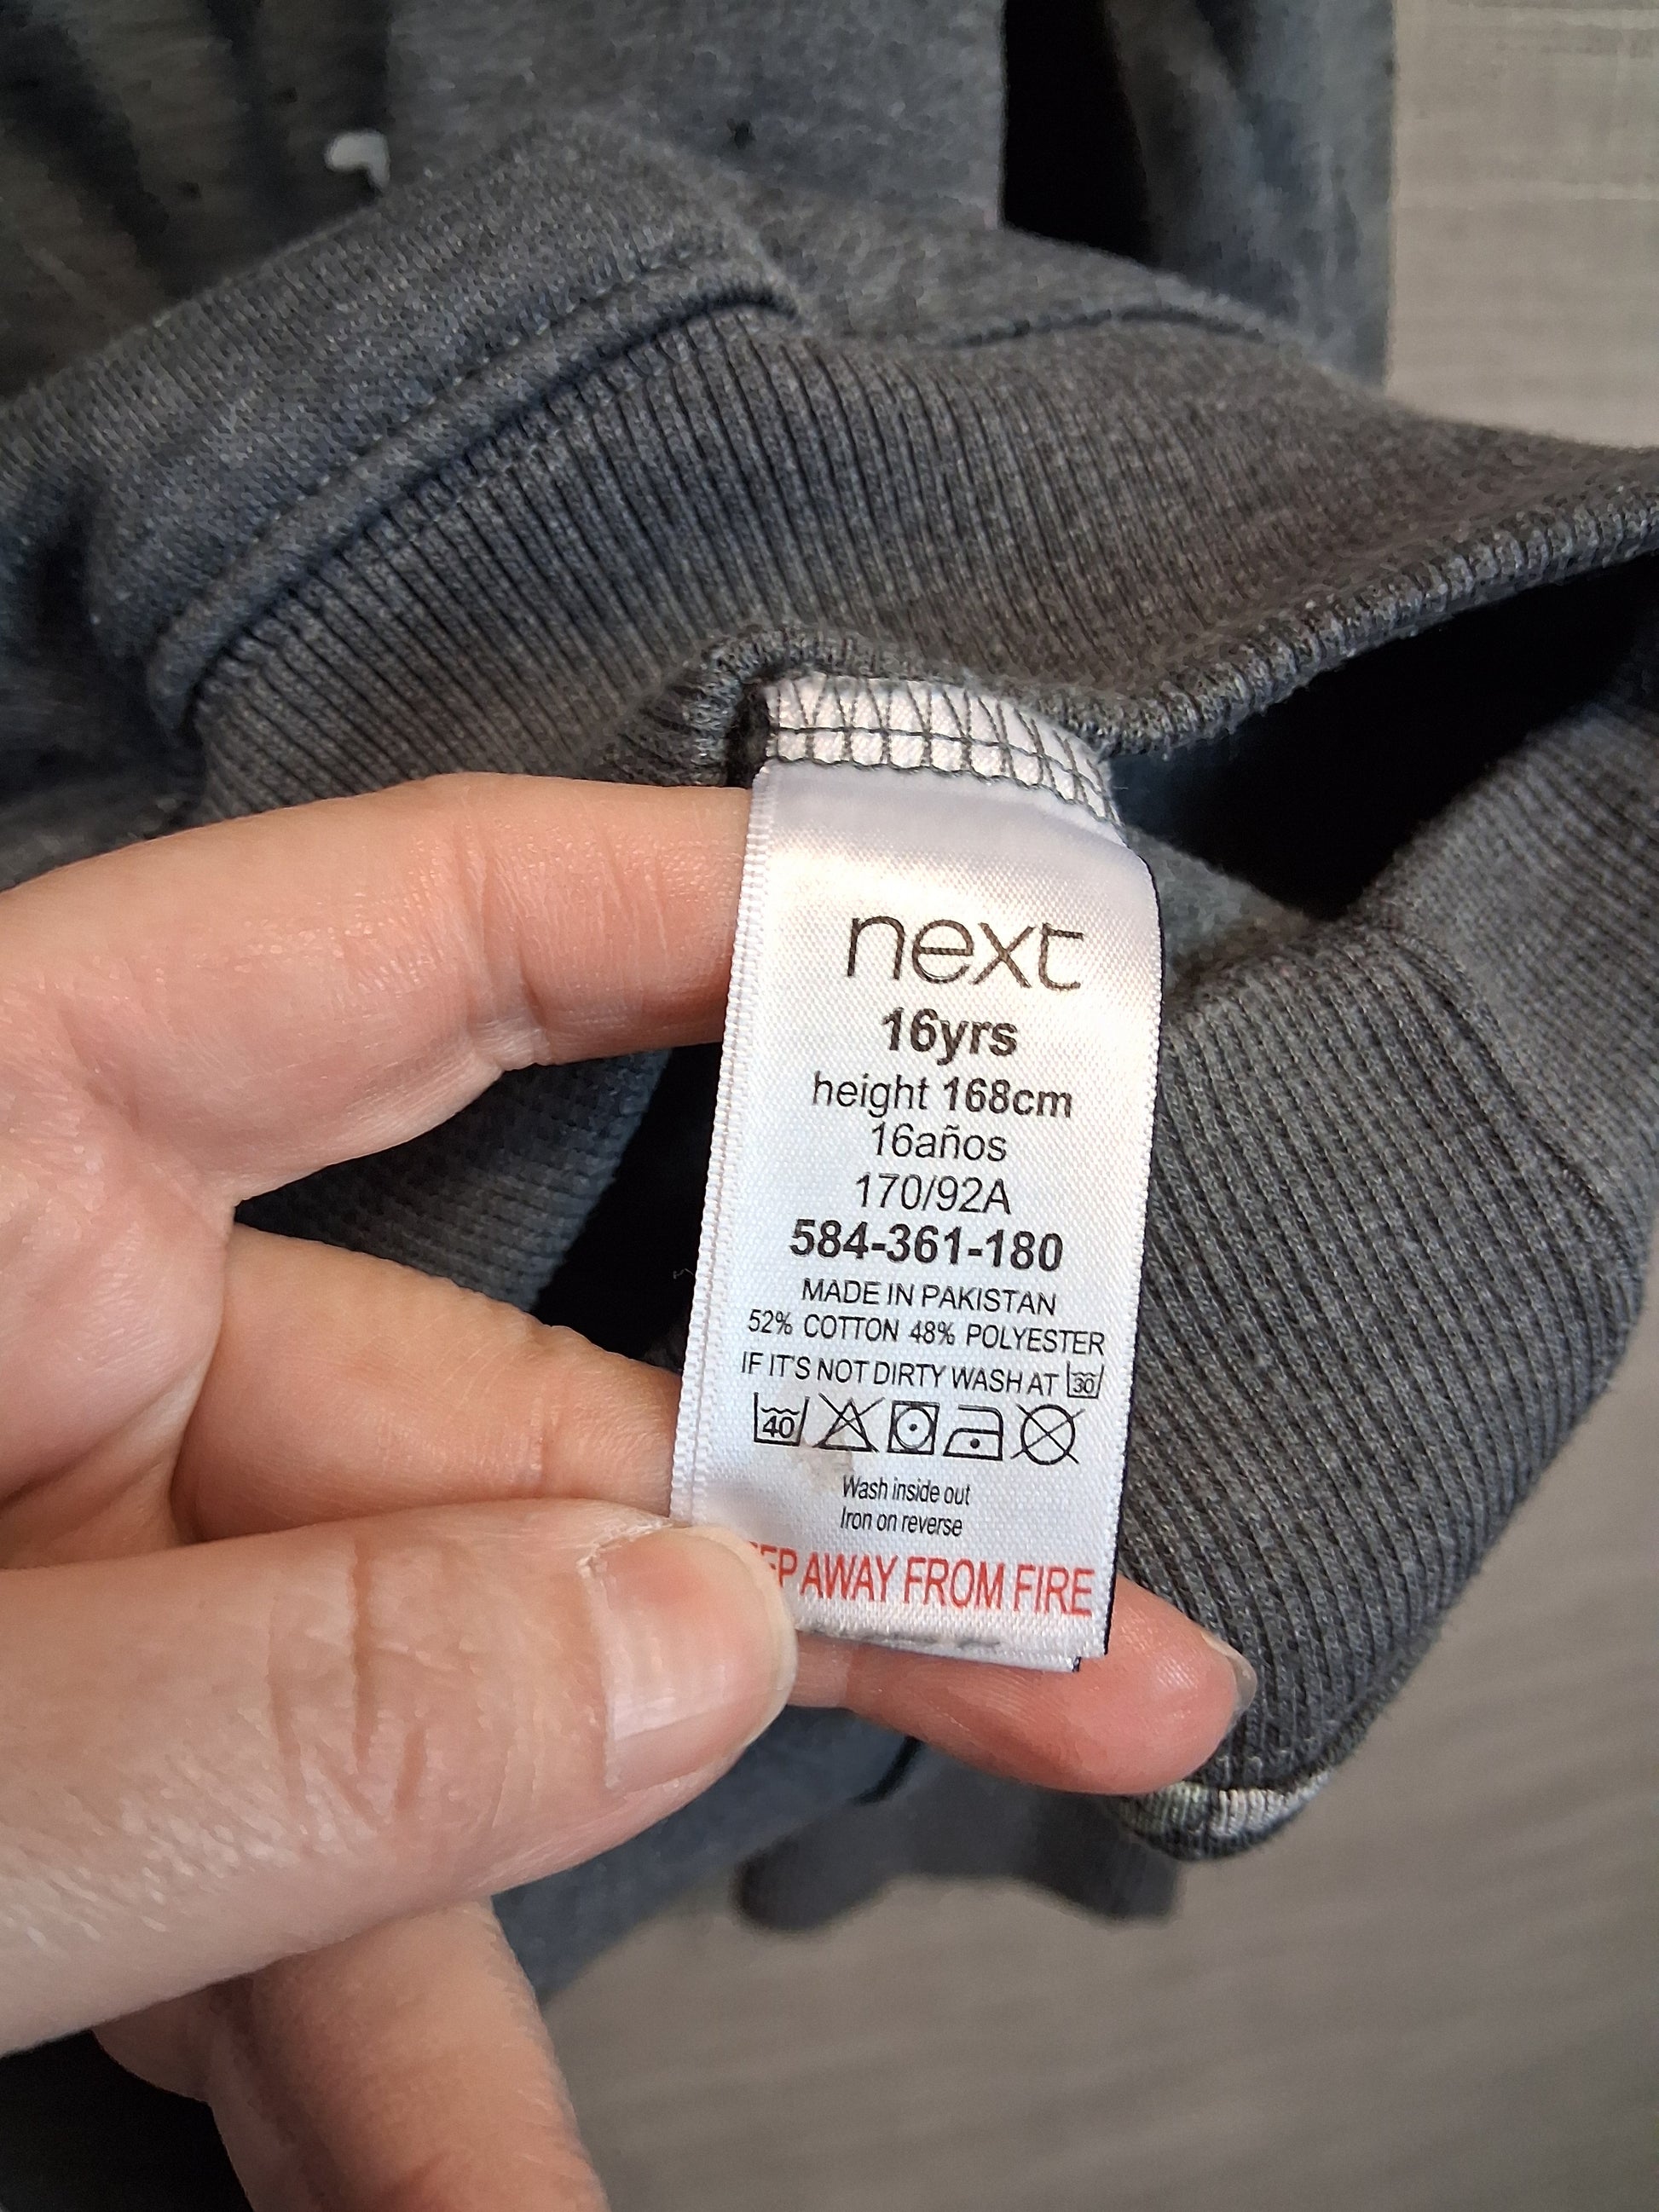 next
16yrs
height 168cm
16años
170/92A
584-361-180
MADE IN PAKISTAN
52% COTTON 48% POLYESTER
IF IT'S NOT DIRTY WASH AT 30
40
Wash inside out
Iron on reverse
AWAY FROM FIRE